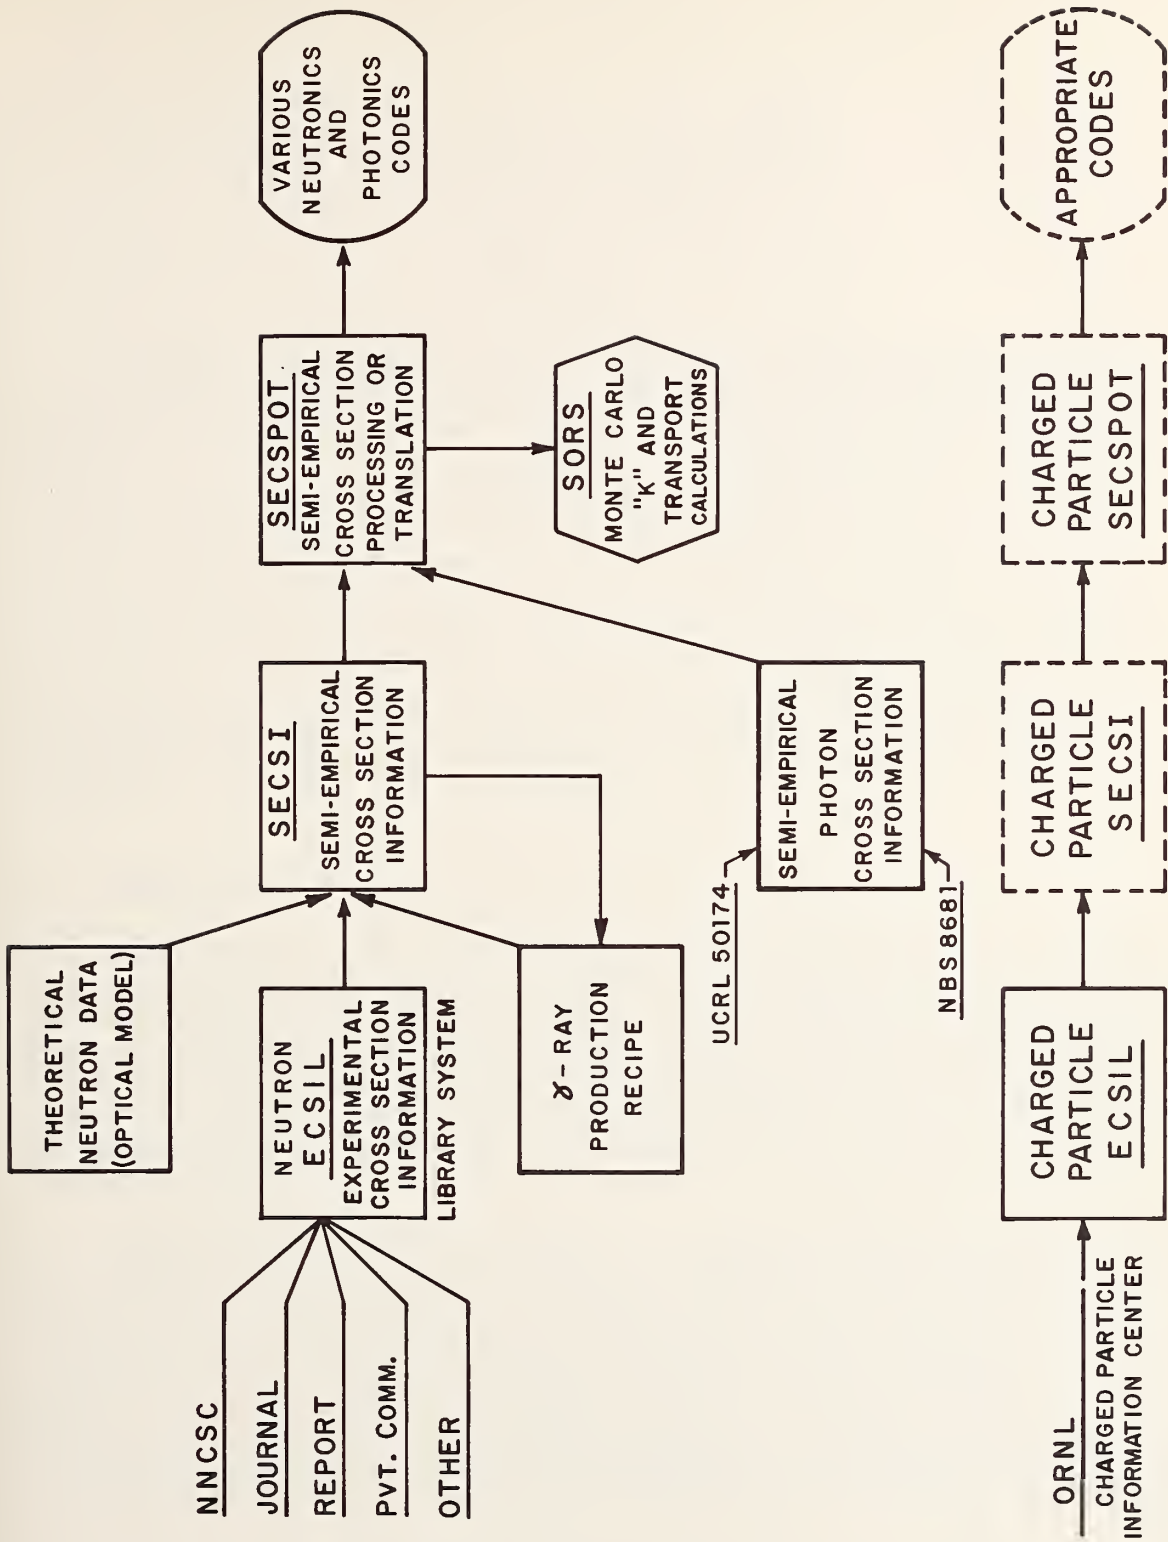 THEORETICAL
NEUTRON DATA
(OPTICAL MODEL)
NNCSC
JOURNAL
REPORT
PVT. COMM.
OTHER
NEUTRON
ECSIL
EXPERIMENTAL
CROSS SECTION
INFORMATION
LIBRARY SYSTEM
γ-RAY
PRODUCTION
RECIPE
SECSI
SEMI-EMPIRICAL
CROSS SECTION
INFORMATION
SECSPOT
SEMI-EMPIRICAL
CROSS SECTION
PROCESSING OR
TRANSLATION
VARIOUS
NEUTRONICS
AND
PHOTONICS
CODES
SORS
MONTE CARLO
"K" AND
TRANSPORT
CALCULATIONS
UCRL 50174
NBS 8681
SEMI-EMPIRICAL
PHOTON
CROSS SECTION
INFORMATION
ORNL
CHARGED PARTICLE
INFORMATION CENTER
CHARGED
PARTICLE
ECSIL
CHARGED
PARTICLE
SECSI
CHARGED
PARTICLE
SECSPOT
APPROPRIATE
CODES